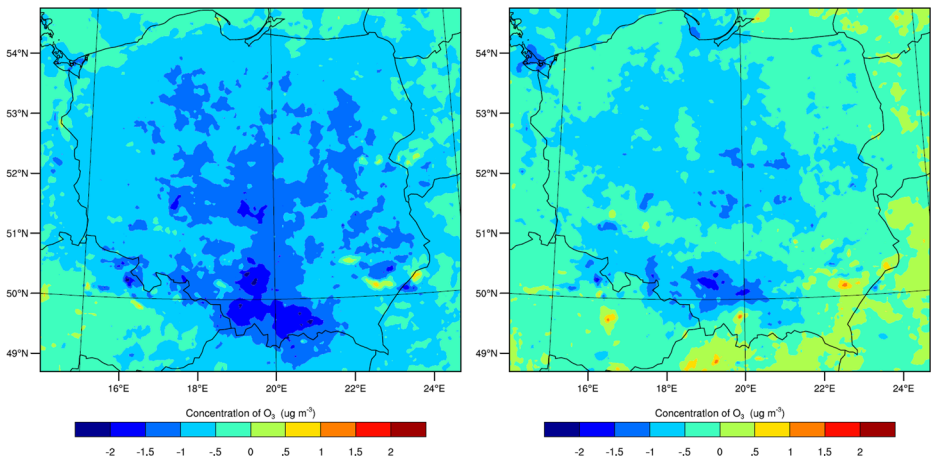 54°N
53°N
52°N
51°N
50°N
49°N
16°E 18°E 20°E 22°E 24°E
Concentration of O₃ (ug m⁻³)
-2 -1.5 -1 -.5 0 .5 1 1.5 2
54°N
53°N
52°N
51°N
50°N
49°N
16°E 18°E 20°E 22°E 24°E
Concentration of O₃ (ug m⁻³)
-2 -1.5 -1 -.5 0 .5 1 1.5 2